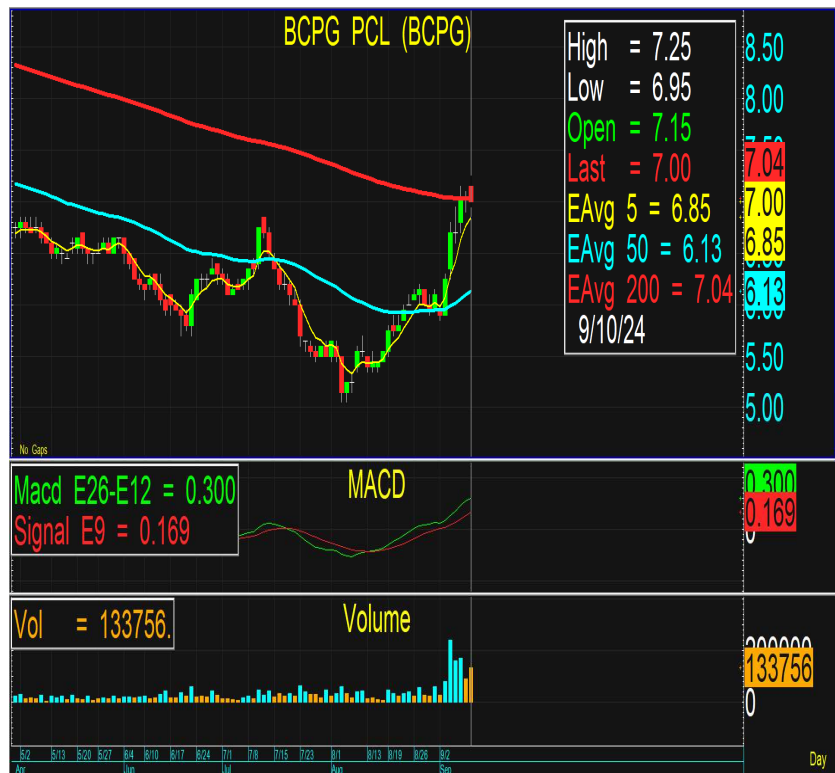 BCPG PCL (BCPG)
High = 7.25
Low = 6.95
Open = 7.15
Last = 7.00
EAvg 5 = 6.85
EAvg 50 = 6.13
EAvg 200 = 7.04
9/10/24
8.50
8.00
7.04
7.00
6.85
6.13
5.50
5.00
No Gaps
MACD
Macd E26-E12 = 0.300
Signal E9 = 0.169
0.300
0.169
0
Volume
Vol = 133756.
133756
0
5/2 5/13 5/20 5/27 6/4 6/10 6/17 6/24 7/1 7/8 7/15 7/23 8/1 8/13 8/19 8/26 9/2
Apr Jun Jul Aug Sep
Day